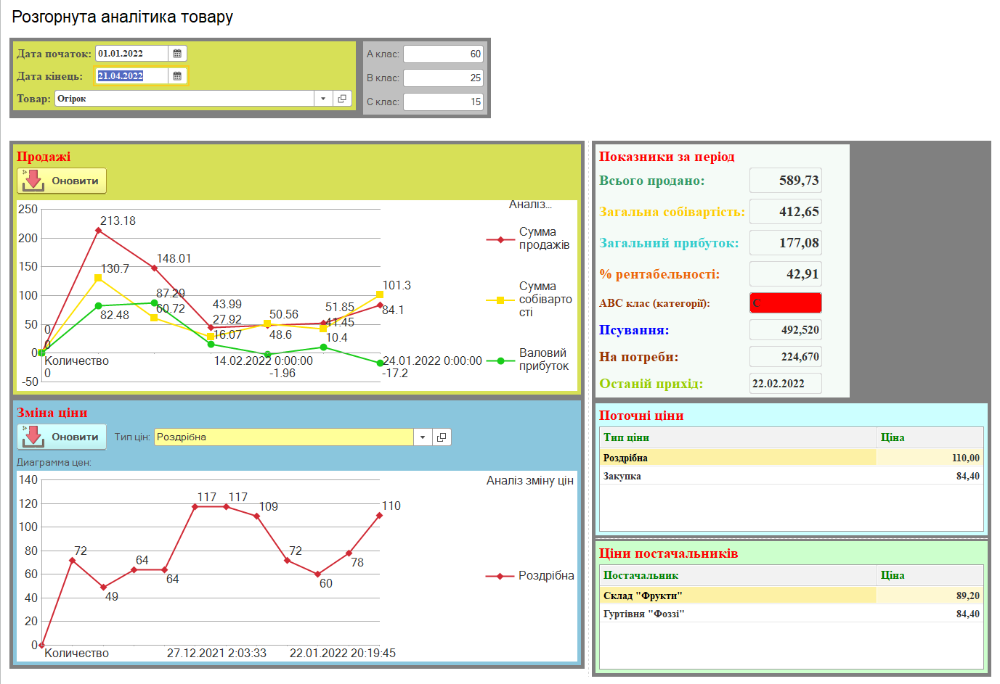 Розгорнута аналітика товару
Дата початок: 01.01.2022
Дата кінець: 21.04.2022
Товар: Огірок
А клас: 60
В клас: 25
С клас: 15
Продажі
Оновити
Аналіз...
250
200
150
100
50
0
-50
213.18
148.01
130.7
87.29
82.48
60.72
43.99
27.92
16.07
50.56
48.6
51.85
41.45
10.4
101.3
84.1
0
0
Количество
0
14.02.2022 0:00:00
-1.96
24.01.2022 0:00:00
-17.2
Сумма
продажів
Сумма
собіварто
сті
Валовий
прибуток
Зміна ціни
Оновити
Тип цін: Роздрібна
Диаграмма цен:
Аналіз зміну цін
140
120
100
80
60
40
20
0
72
49
64
64
117
117
109
72
60
78
110
Количество
27.12.2021 2:03:33
22.01.2022 20:19:45
Роздрібна
Показники за період
Всього продано: 589,73
Загальна собівартість: 412,65
Загальний прибуток: 177,08
% рентабельності: 42,91
АВС клас (категорії): С
Псування: 492,520
На потреби: 224,670
Останій прихід: 22.02.2022
Поточні ціни
Тип ціни Ціна
Роздрібна 110,00
Закупка 84,40
Ціни постачальників
Постачальник Ціна
Склад "Фрукти" 89,20
Гуртівня "Фоззі" 84,40